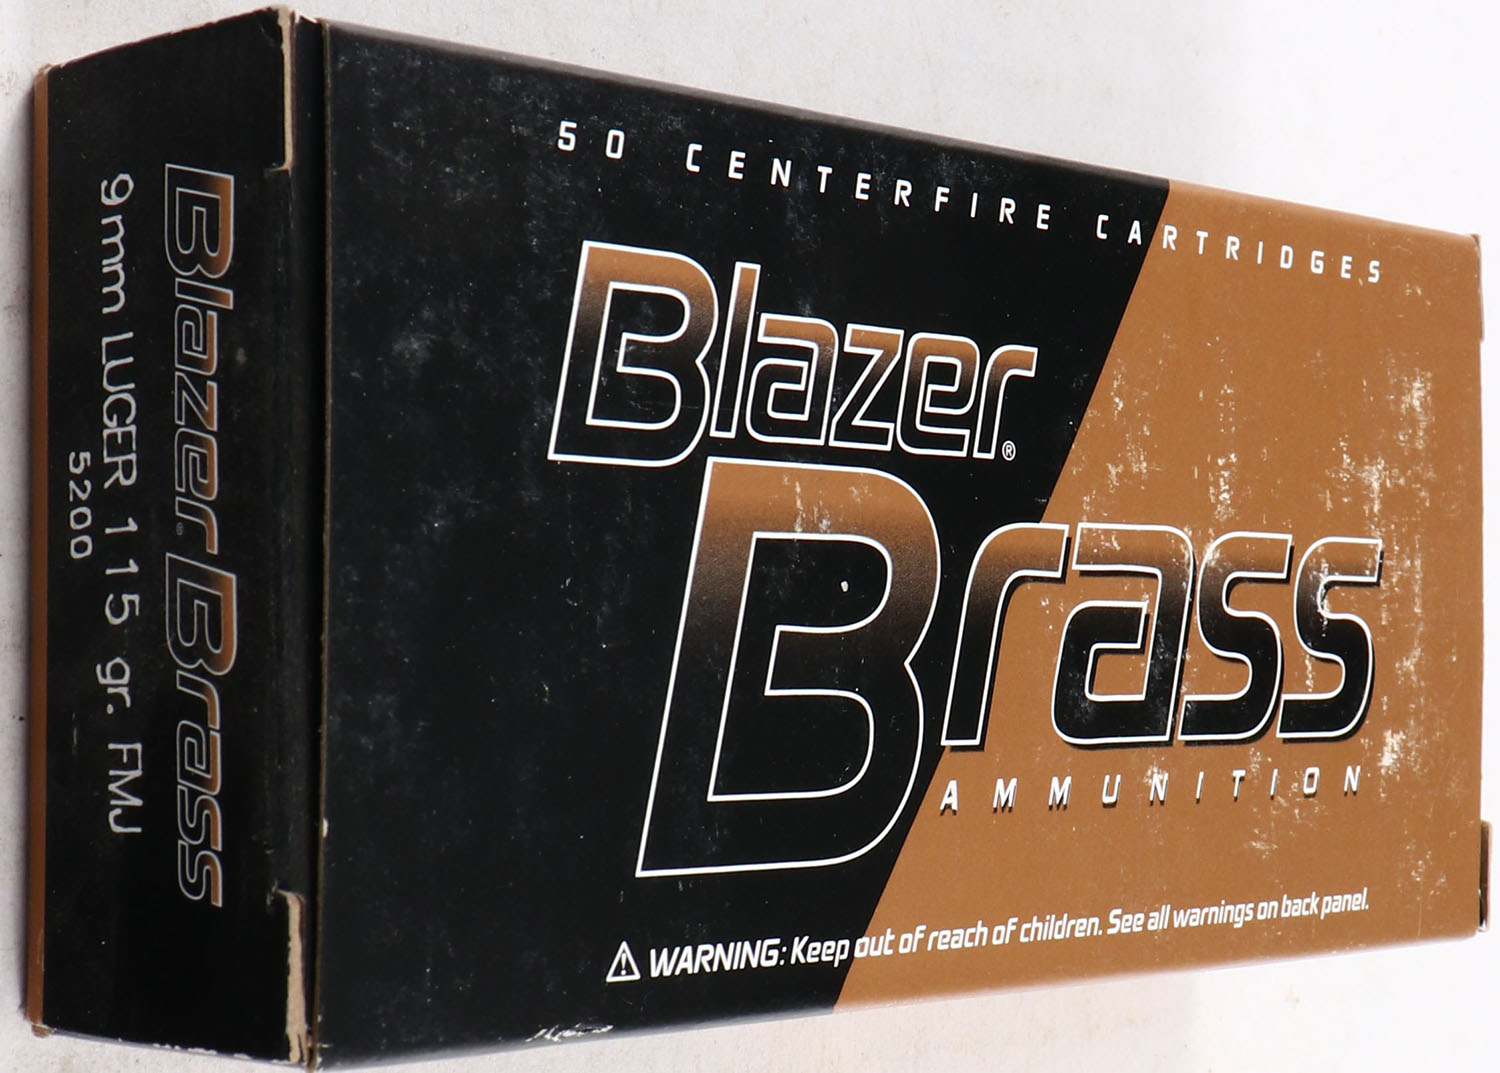 50 CENTERFIRE CARTRIDGES
Blazer®
Brass
AMMUNITION
⚠ WARNING: Keep out of reach of children. See all warnings on back panel.
Blazer® Brass
9mm LUGER 115 gr. FMJ
5200